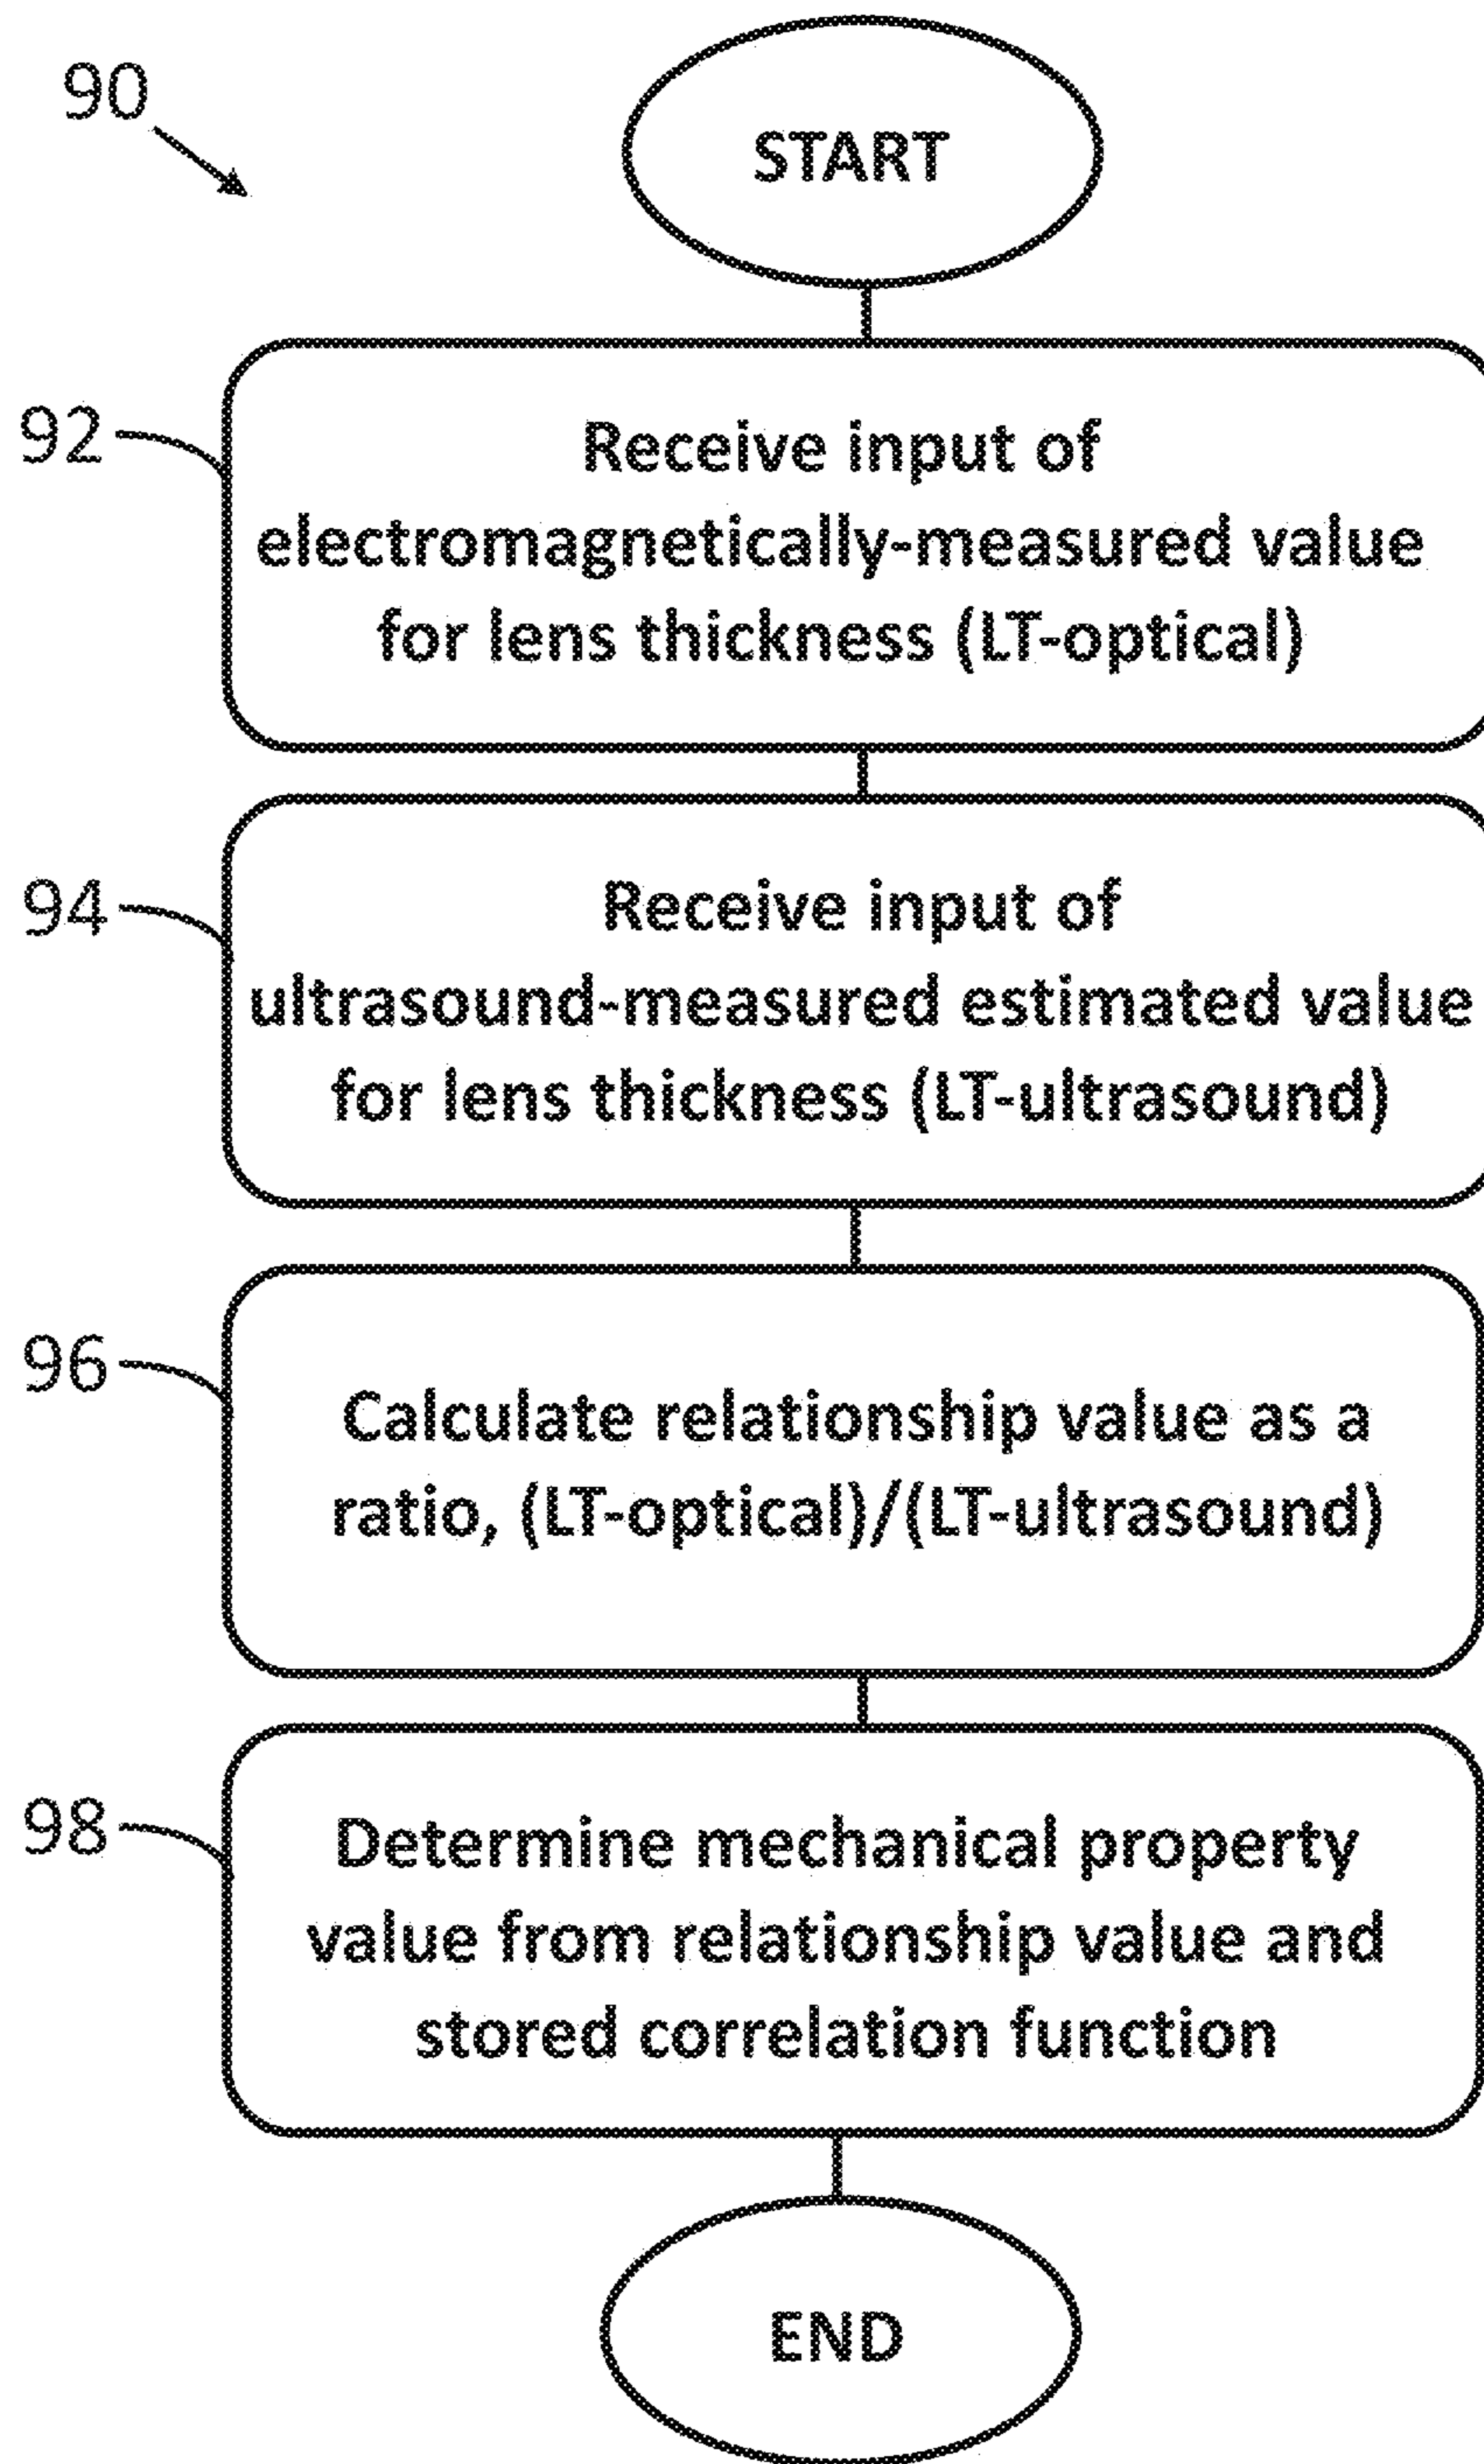 90
START
92
Receive input of
electromagnetically-measured value
for lens thickness (LT-optical)
94
Receive input of
ultrasound-measured estimated value
for lens thickness (LT-ultrasound)
96
Calculate relationship value as a
ratio, (LT-optical)/(LT-ultrasound)
98
Determine mechanical property
value from relationship value and
stored correlation function
END